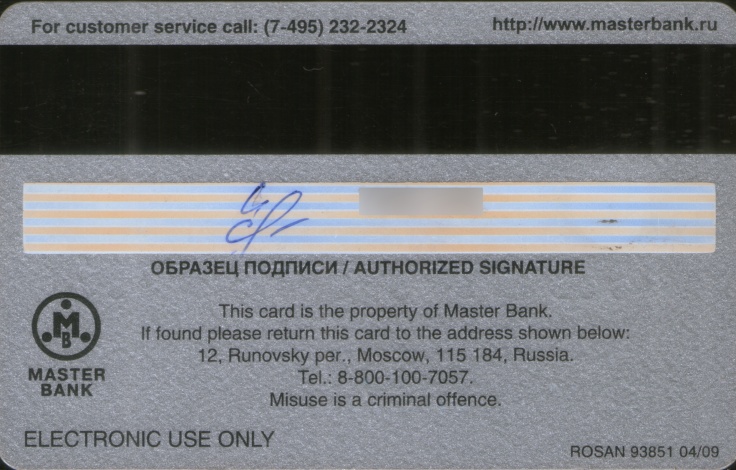 For customer service call: (7-495) 232-2324 http://www.masterbank.ru
ОБРАЗЕЦ ПОДПИСИ / AUTHORIZED SIGNATURE
This card is the property of Master Bank.
If found please return this card to the address shown below:
12, Runovsky per., Moscow, 115 184, Russia.
Tel.: 8-800-100-7057.
Misuse is a criminal offence.
M
B
MASTER
BANK
ELECTRONIC USE ONLY
ROSAN 93851 04/09